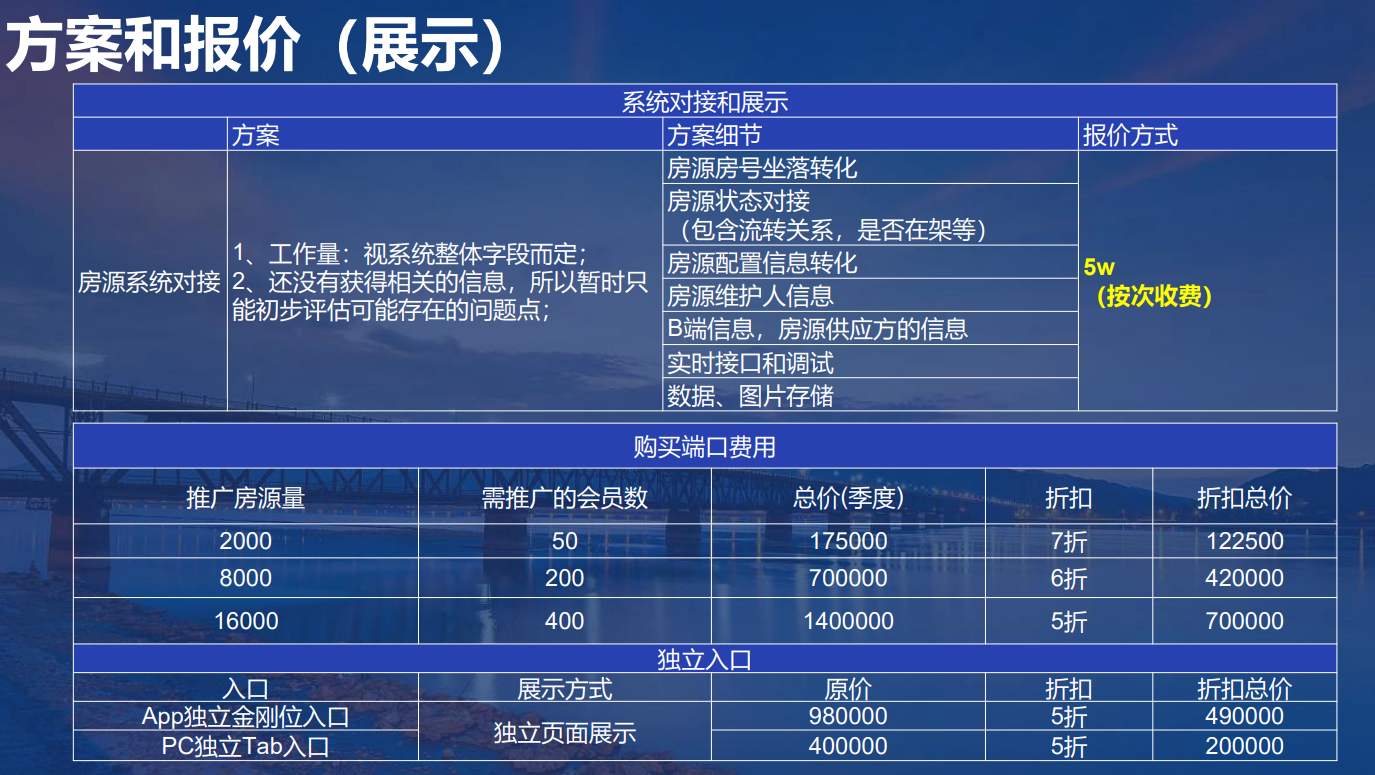 方案和报价（展示）
系统对接和展示
方案
方案细节
报价方式
房源系统对接
1、工作量：视系统整体字段而定；
2、还没有获得相关的信息，所以暂时只
能初步评估可能存在的问题点；
房源房号坐落转化
房源状态对接
（包含流转关系，是否在架等）
房源配置信息转化
房源维护人信息
B端信息，房源供应方的信息
实时接口和调试
数据、图片存储
5w
（按次收费）
购买端口费用
推广房源量 需推广的会员数 总价(季度) 折扣 折扣总价
2000 50 175000 7折 122500
8000 200 700000 6折 420000
16000 400 1400000 5折 700000
独立入口
入口 展示方式 原价 折扣 折扣总价
App独立金刚位入口 980000 5折 490000
独立页面展示
PC独立Tab入口 400000 5折 200000